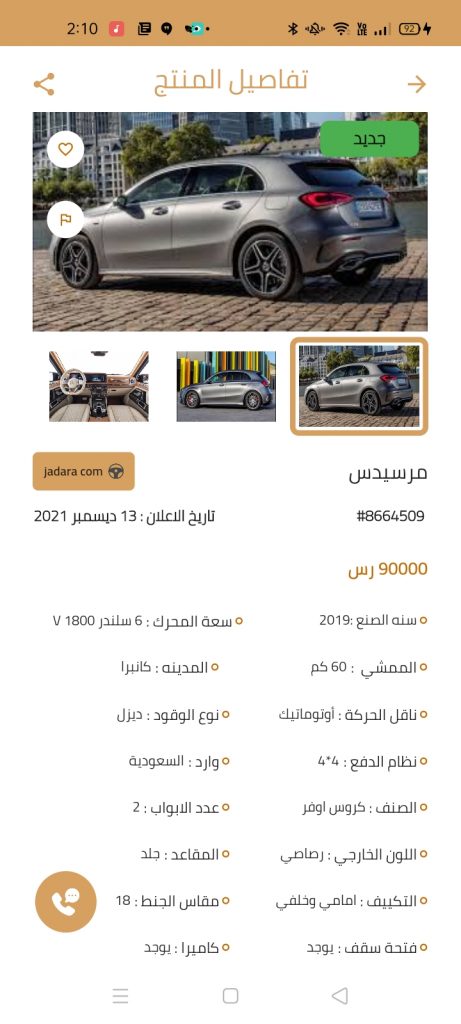 2:10
Vo LTE
92
تفاصيل المنتج
جديد
مرسيدس
jadara com
#8664509
تاريخ الاعلان : 13 ديسمبر 2021
90000 رس
سنه الصنع :2019
سعة المحرك : 6 سلندر 1800 V
الممشي : 60 كم
المدينه : كانبرا
ناقل الحركة : أوتوماتيك
نوع الوقود : ديزل
نظام الدفع : 4*4
وارد : السعودية
الصنف : كروس اوفر
عدد الابواب : 2
اللون الخارجي : رصاصي
المقاعد : جلد
التكييف : امامي وخلفي
مقاس الجنط : 18
فتحة سقف : يوجد
كاميرا : يوجد